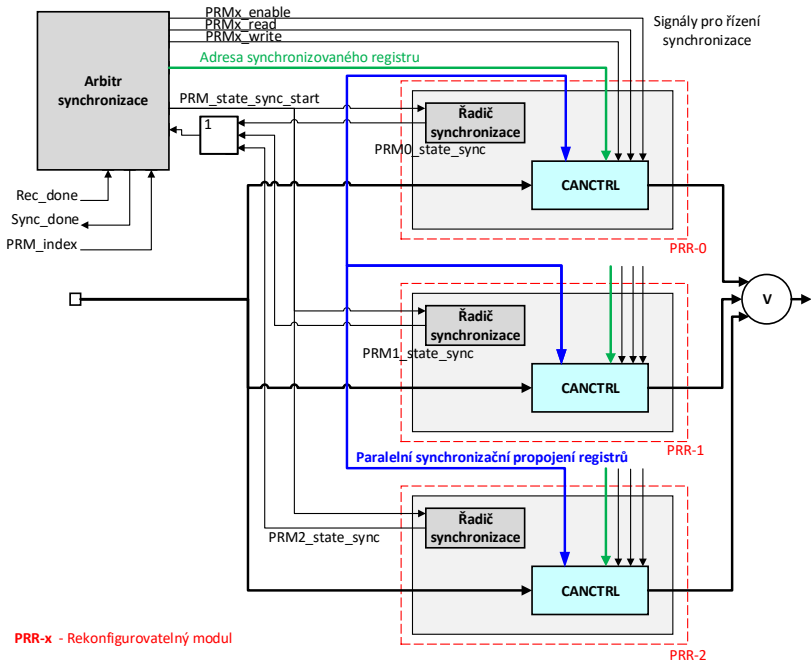 PRMx_enable
PRMx_read
PRMx_write
Signály pro řízení
synchronizace
Adresa synchronizovaného registru
Arbitr
synchronizace
PRM_state_sync_start
1
Řadič
synchronizace
PRM0_state_sync
CANCTRL
Rec_done
Sync_done
PRM_index
PRR-0
V
Řadič
synchronizace
PRM1_state_sync
CANCTRL
PRR-1
Paralelní synchronizační propojení registrů
Řadič
synchronizace
PRM2_state_sync
CANCTRL
PRR-x - Rekonfigurovatelný modul
PRR-2